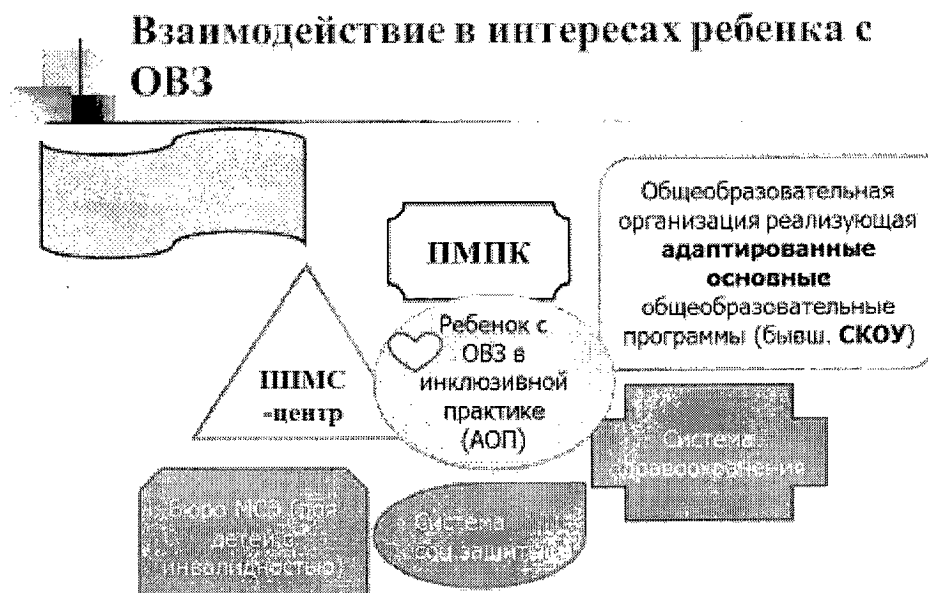 Взаимодействие в интересах ребенка с
ОВЗ
Общеобразовательная
организация реализующая
адаптированные
основные
общеобразовательные
программы (бывш. СКОУ)
ПМПК
Ребенок с
ОВЗ в
инклюзивной
практике
(АОП)
ППМС
-центр
Система
здравоохранения
Бюро МСЭ (для
детей с
инвалидностью)
Система
соц.защиты